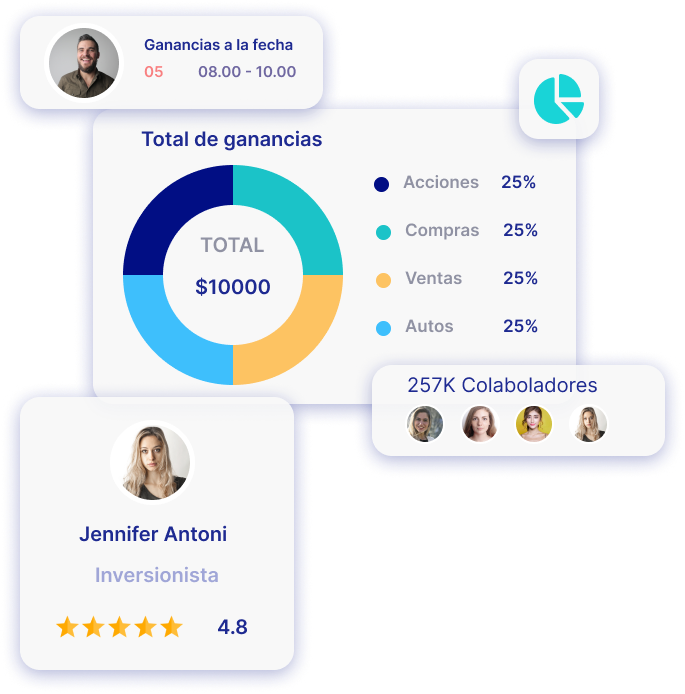 Ganancias a la fecha
05 08.00 - 10.00
Total de ganancias
TOTAL
$10000
Acciones 25%
Compras 25%
Ventas 25%
Autos 25%
257K Colaboladores
Jennifer Antoni
Inversionista
4.8